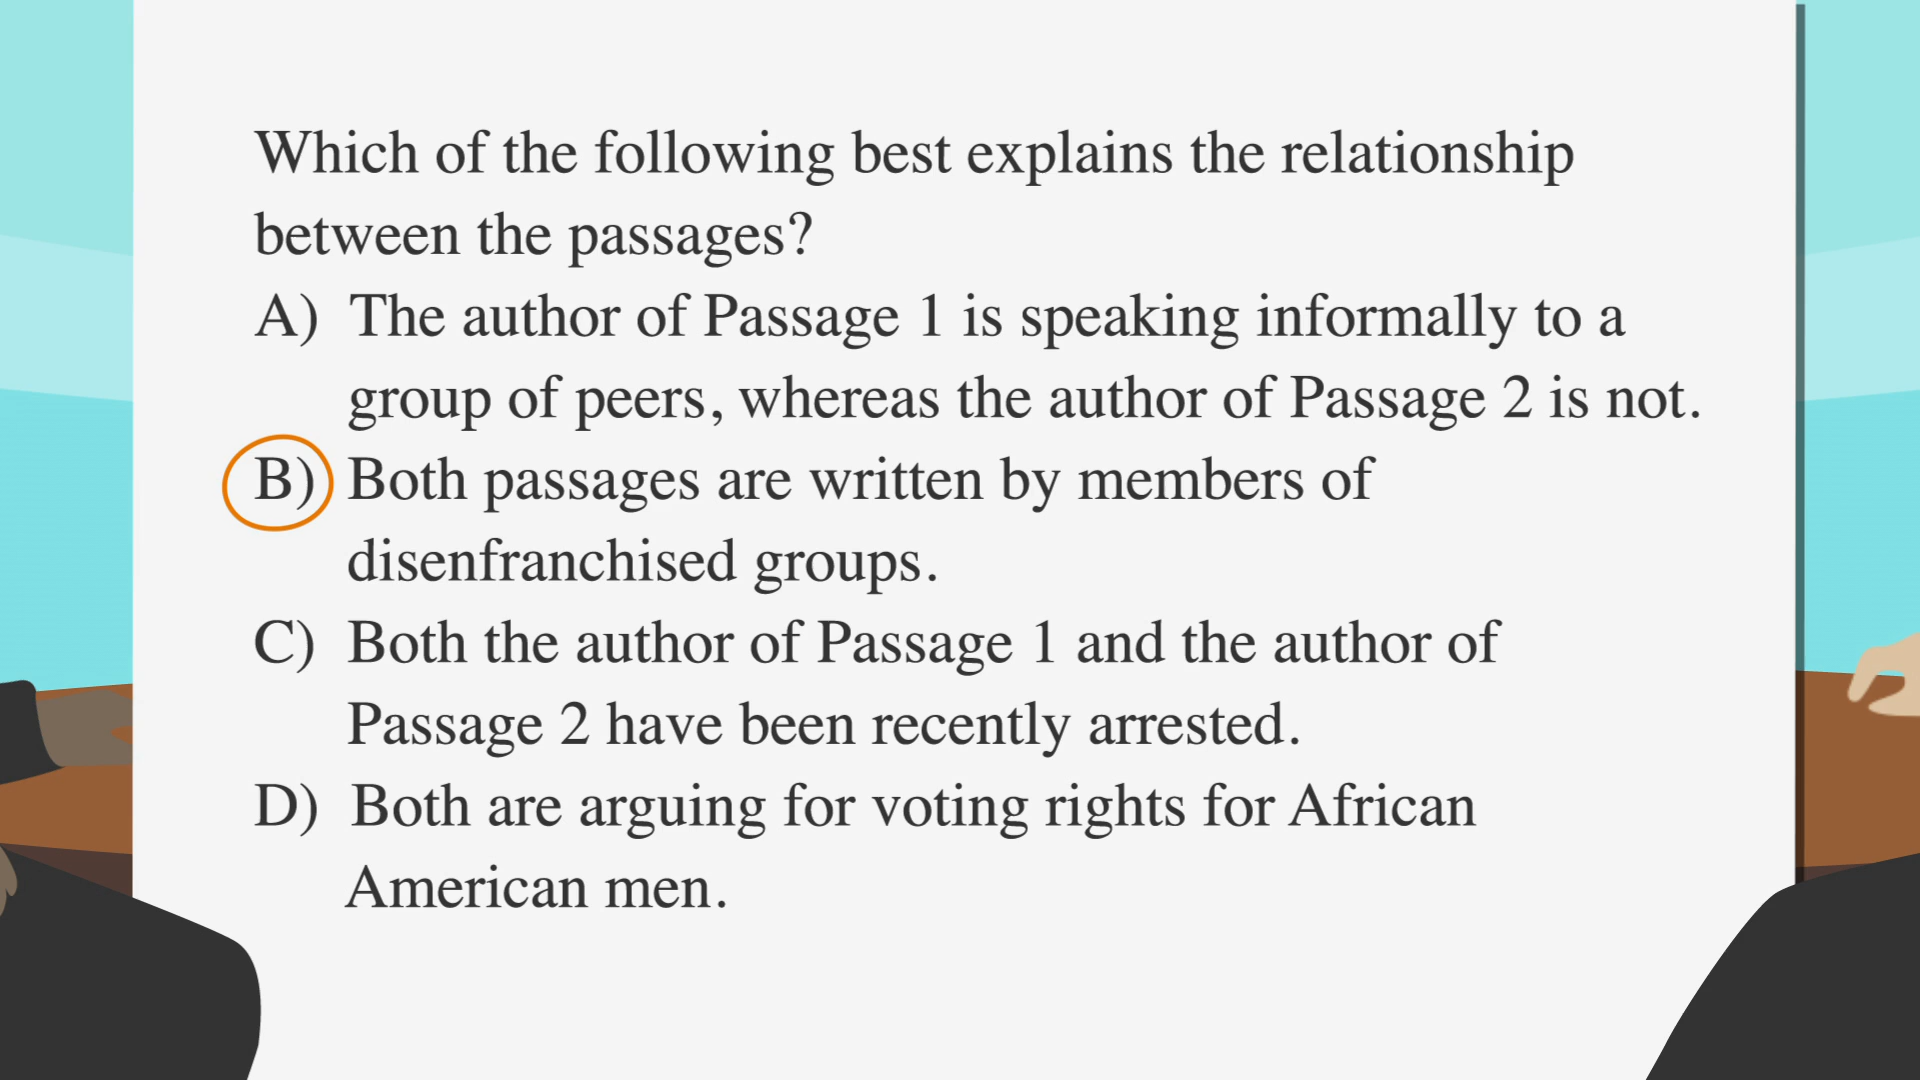 Which of the following best explains the relationship
between the passages?
A) The author of Passage 1 is speaking informally to a
group of peers, whereas the author of Passage 2 is not.
B) Both passages are written by members of
disenfranchised groups.
C) Both the author of Passage 1 and the author of
Passage 2 have been recently arrested.
D) Both are arguing for voting rights for African
American men.